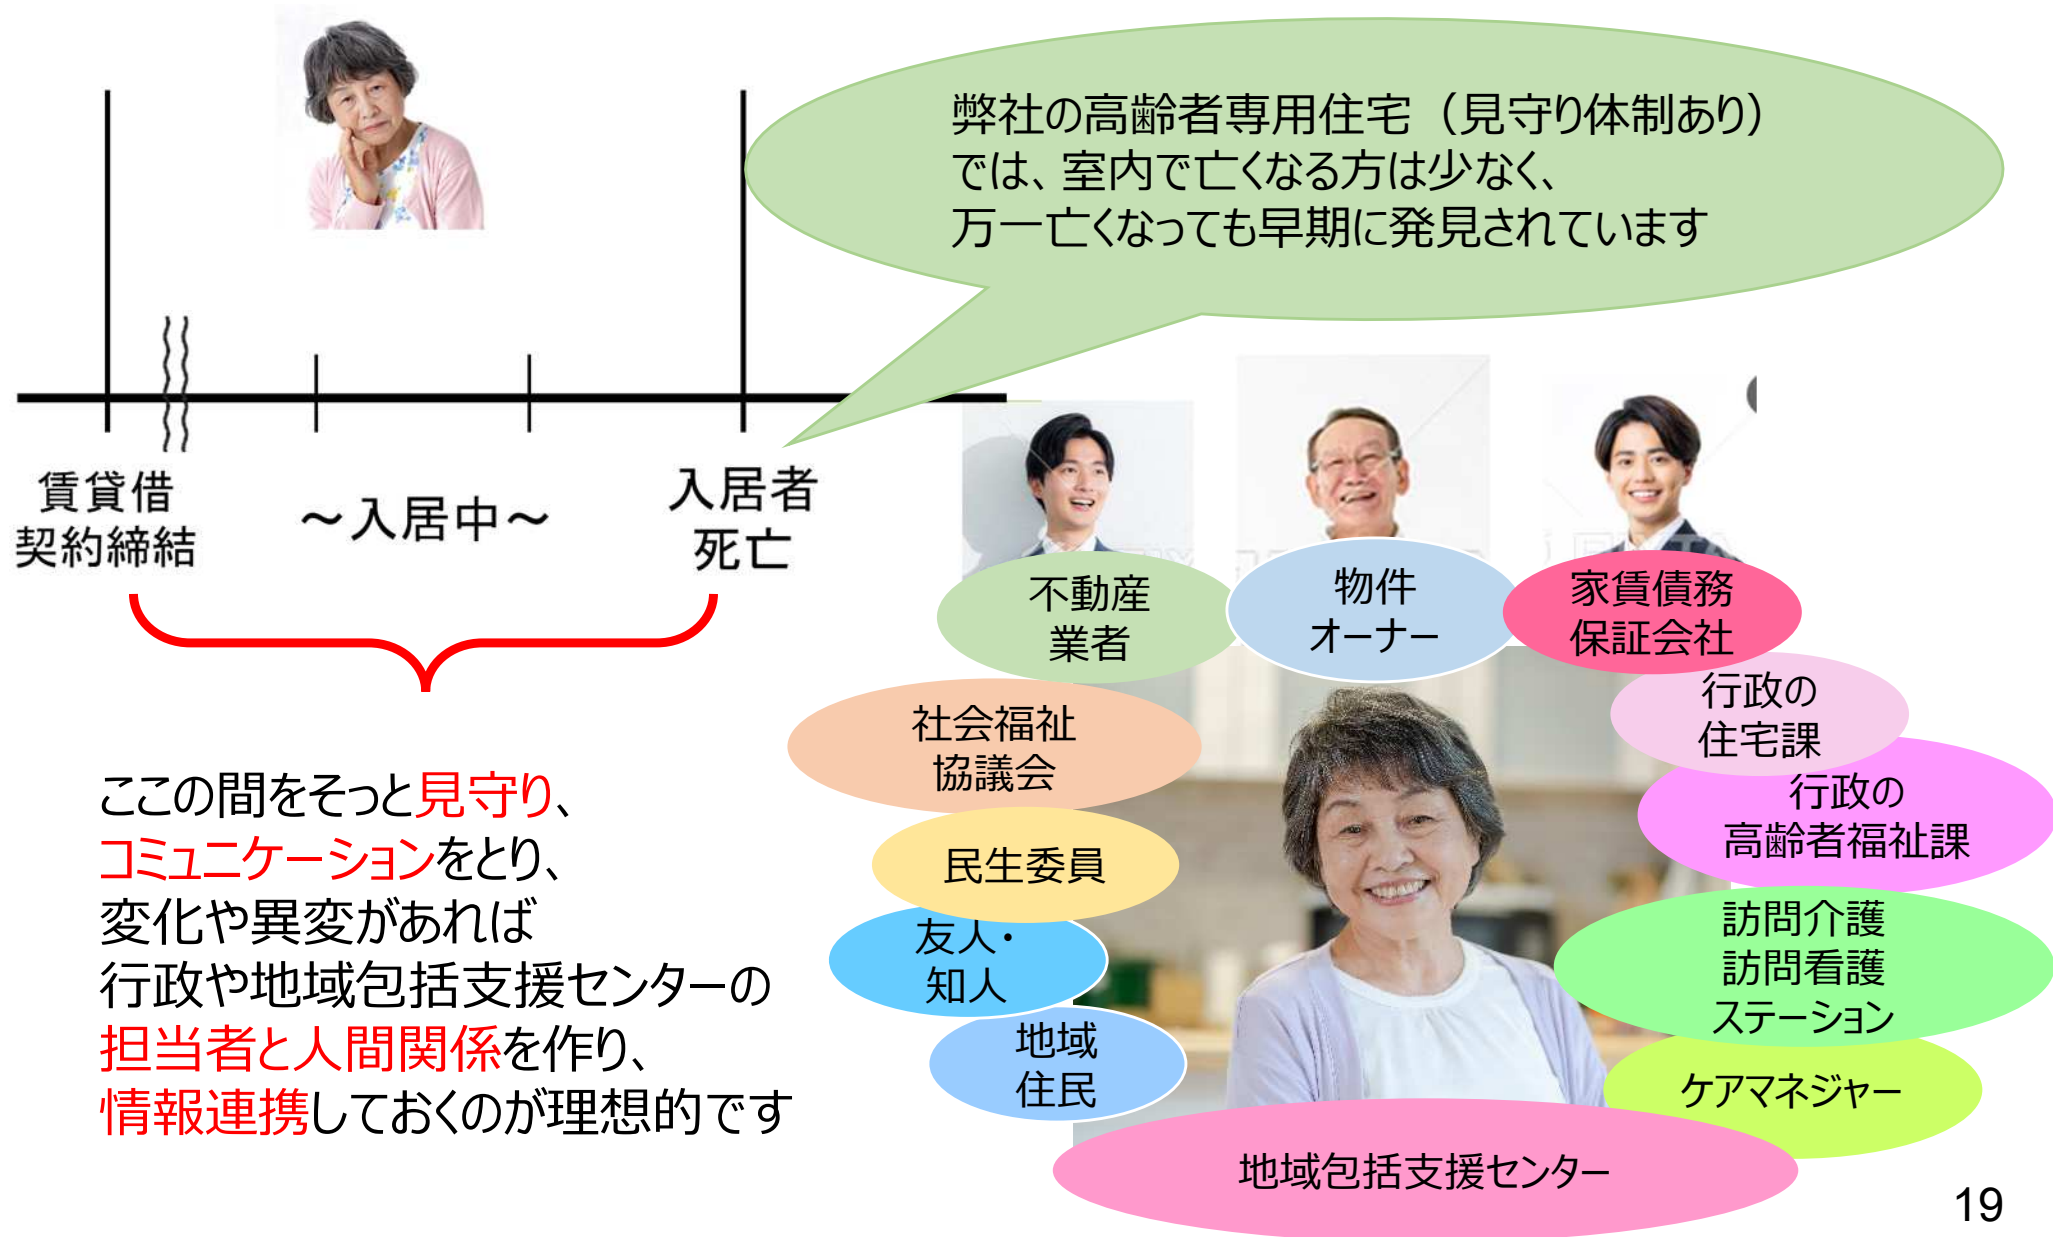 弊社の高齢者専用住宅（見守り体制あり）
では、室内で亡くなる方は少なく、
万一亡くなっても早期に発見されています
賃貸借
契約締結
～入居中～
入居者
死亡
ここの間をそっと見守り、
コミュニケーションをとり、
変化や異変があれば
行政や地域包括支援センターの
担当者と人間関係を作り、
情報連携しておくのが理想的です
不動産
業者
物件
オーナー
家賃債務
保証会社
社会福祉
協議会
行政の
住宅課
行政の
高齢者福祉課
民生委員
友人・
知人
訪問介護
訪問看護
ステーション
地域
住民
ケアマネジャー
地域包括支援センター
19